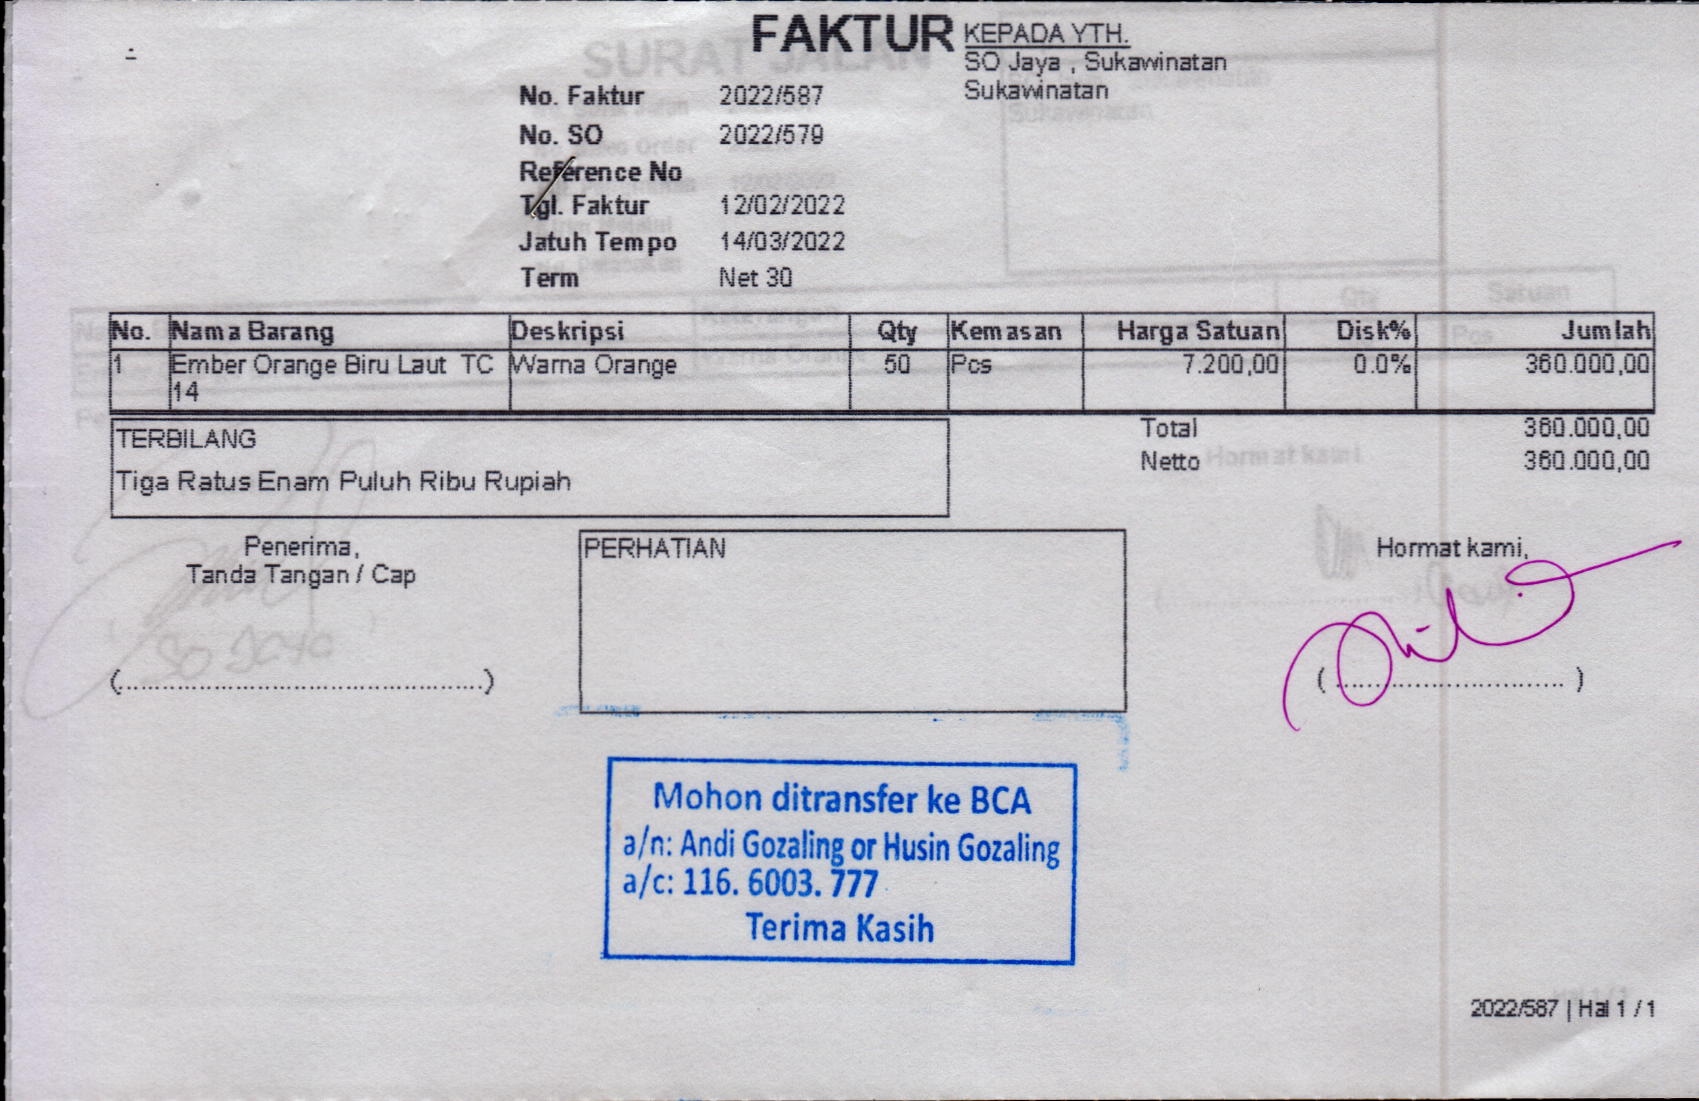 FAKTUR
KEPADA YTH.
SO Jaya , Sukawinatan
Sukawinatan
No. Faktur 2022/587
No. SO 2022/579
Reference No
Tgl. Faktur 12/02/2022
Jatuh Tempo 14/03/2022
Term Net 30
No. Nama Barang Deskripsi Qty Kemasan Harga Satuan Disk% Jumlah
1 Ember Orange Biru Laut TC Warna Orange 50 Pcs 7.200,00 0.0% 360.000,00
14
Total 360.000,00
Netto 360.000,00
TERBILANG
Tiga Ratus Enam Puluh Ribu Rupiah
Penerima,
Tanda Tangan / Cap
(..............................................)
PERHATIAN
Hormat kami,
( ............................. )
Mohon ditransfer ke BCA
a/n: Andi Gozaling or Husin Gozaling
a/c: 116. 6003. 777
Terima Kasih
2022/587 | Hal 1 / 1
SURAT JALAN